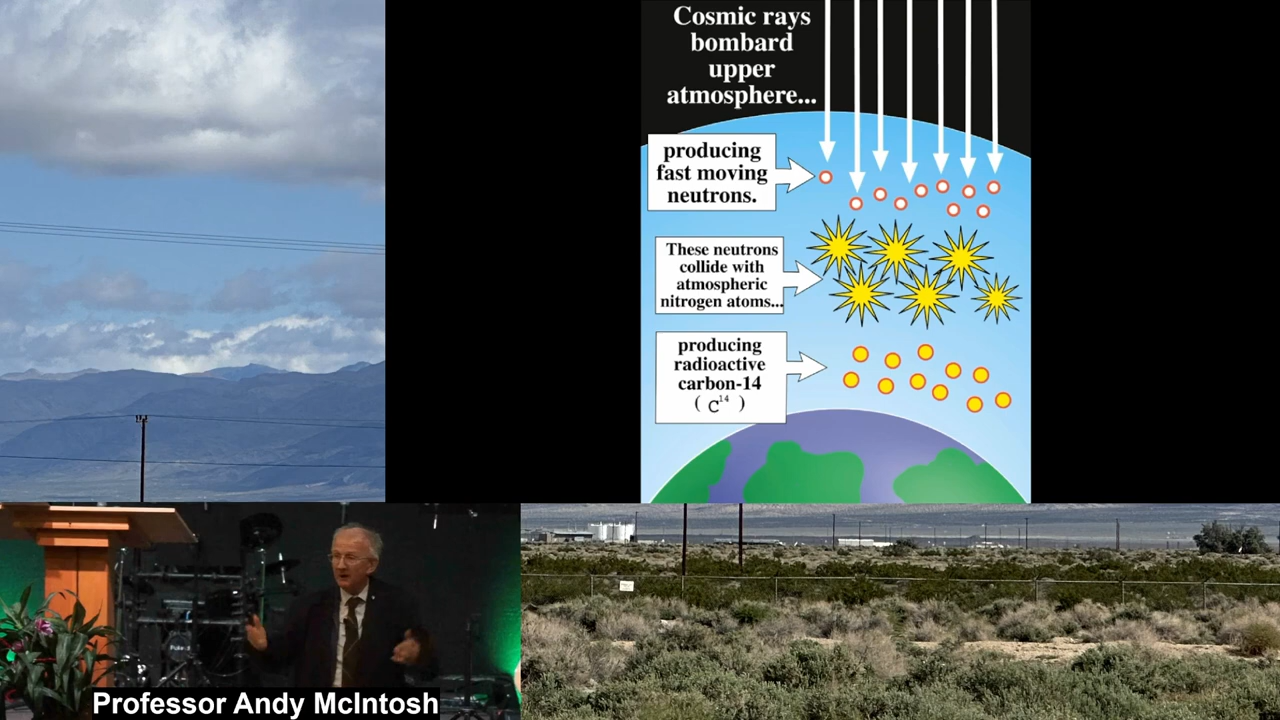 Cosmic rays
bombard
upper
atmosphere...
producing
fast moving
neutrons.
These neutrons
collide with
atmospheric
nitrogen atoms...
producing
radioactive
carbon-14
( C¹⁴ )
Professor Andy McIntosh